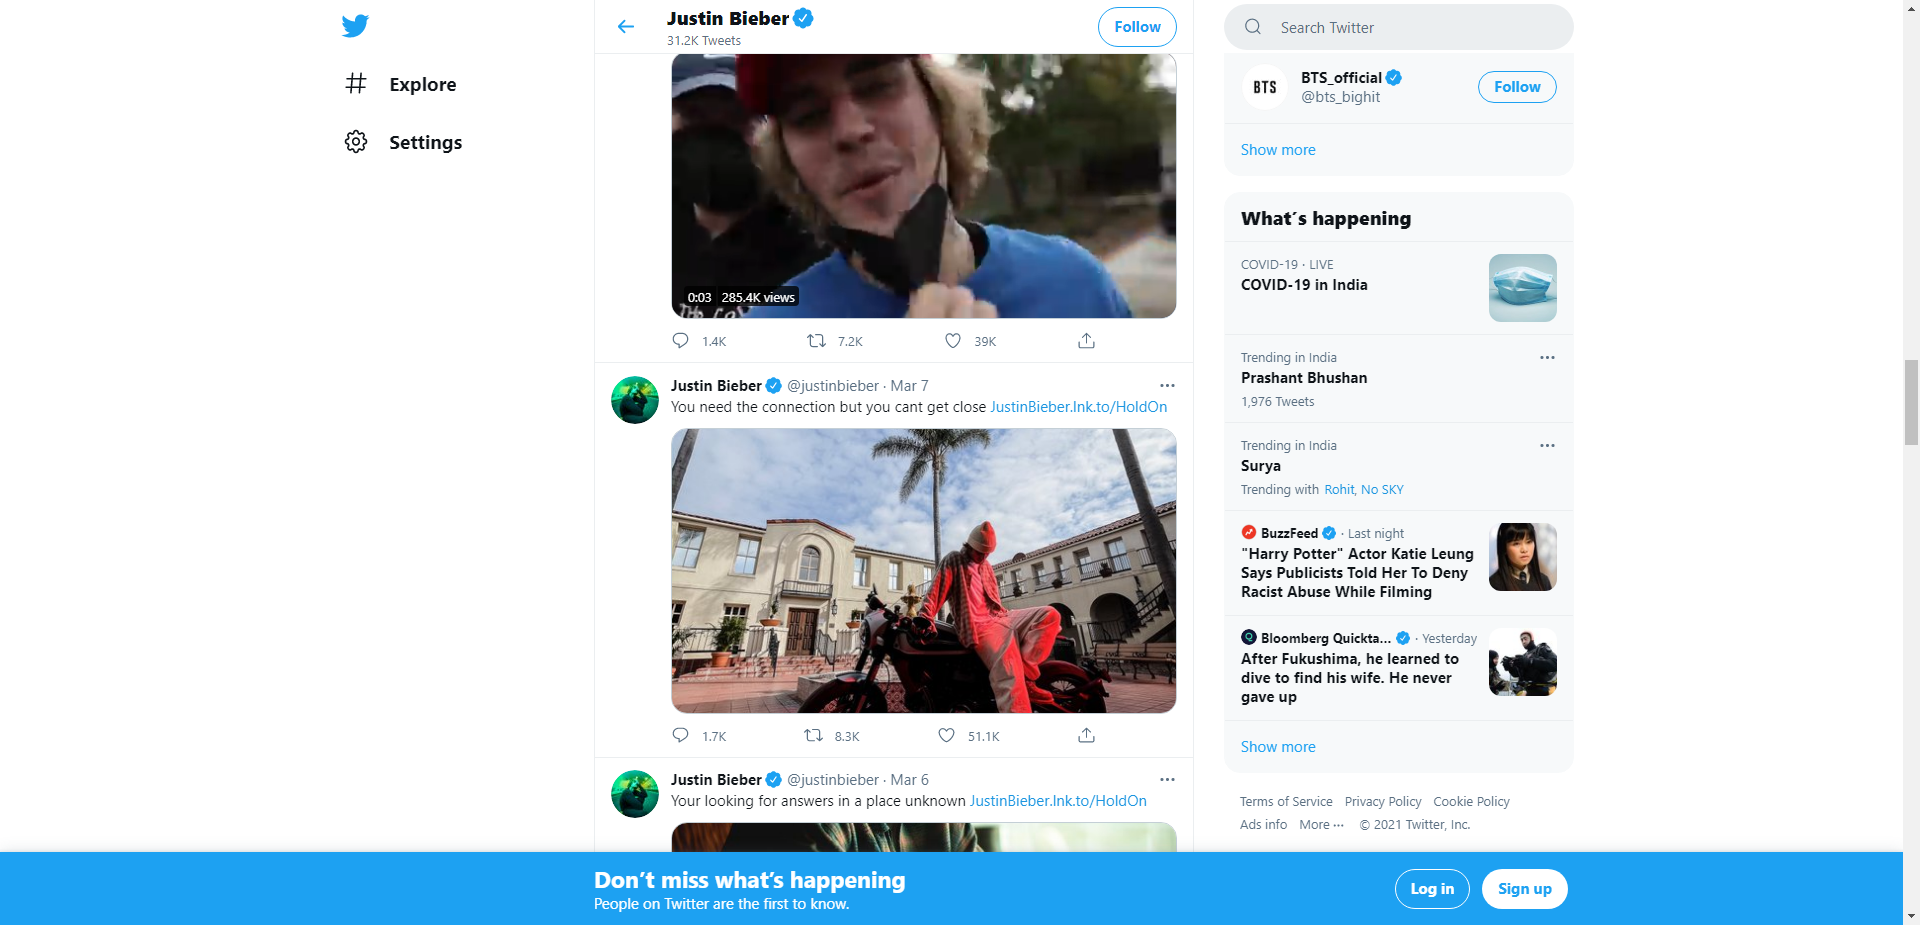 Explore
Settings
Justin Bieber
31.2K Tweets
Follow
0:03 285.4K views
1.4K 7.2K 39K
Justin Bieber @justinbieber · Mar 7
You need the connection but you cant get close JustinBieber.lnk.to/HoldOn
1.7K 8.3K 51.1K
Justin Bieber @justinbieber · Mar 6
Your looking for answers in a place unknown JustinBieber.lnk.to/HoldOn
Search Twitter
BTS
BTS_official
@bts_bighit
Follow
Show more
What's happening
COVID-19 · LIVE
COVID-19 in India
Trending in India
Prashant Bhushan
1,976 Tweets
Trending in India
Surya
Trending with Rohit, No SKY
BuzzFeed · Last night
"Harry Potter" Actor Katie Leung
Says Publicists Told Her To Deny
Racist Abuse While Filming
Bloomberg Quickta... · Yesterday
After Fukushima, he learned to
dive to find his wife. He never
gave up
Show more
Terms of Service Privacy Policy Cookie Policy
Ads info More ··· © 2021 Twitter, Inc.
Don't miss what's happening
People on Twitter are the first to know.
Log in
Sign up